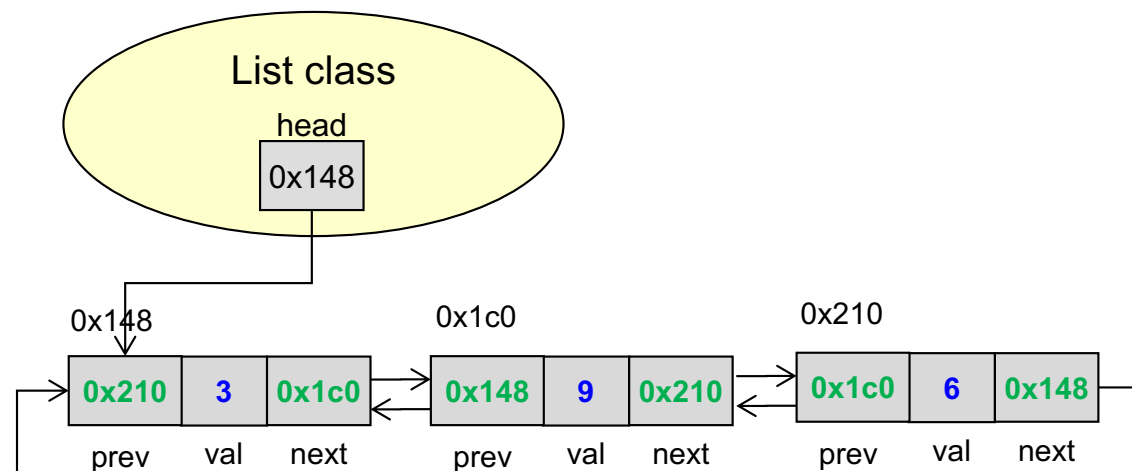 List class
head
0x148
0x148 0x1c0 0x210
0x210 3 0x1c0 0x148 9 0x210 0x1c0 6 0x148
prev val next prev val next prev val next